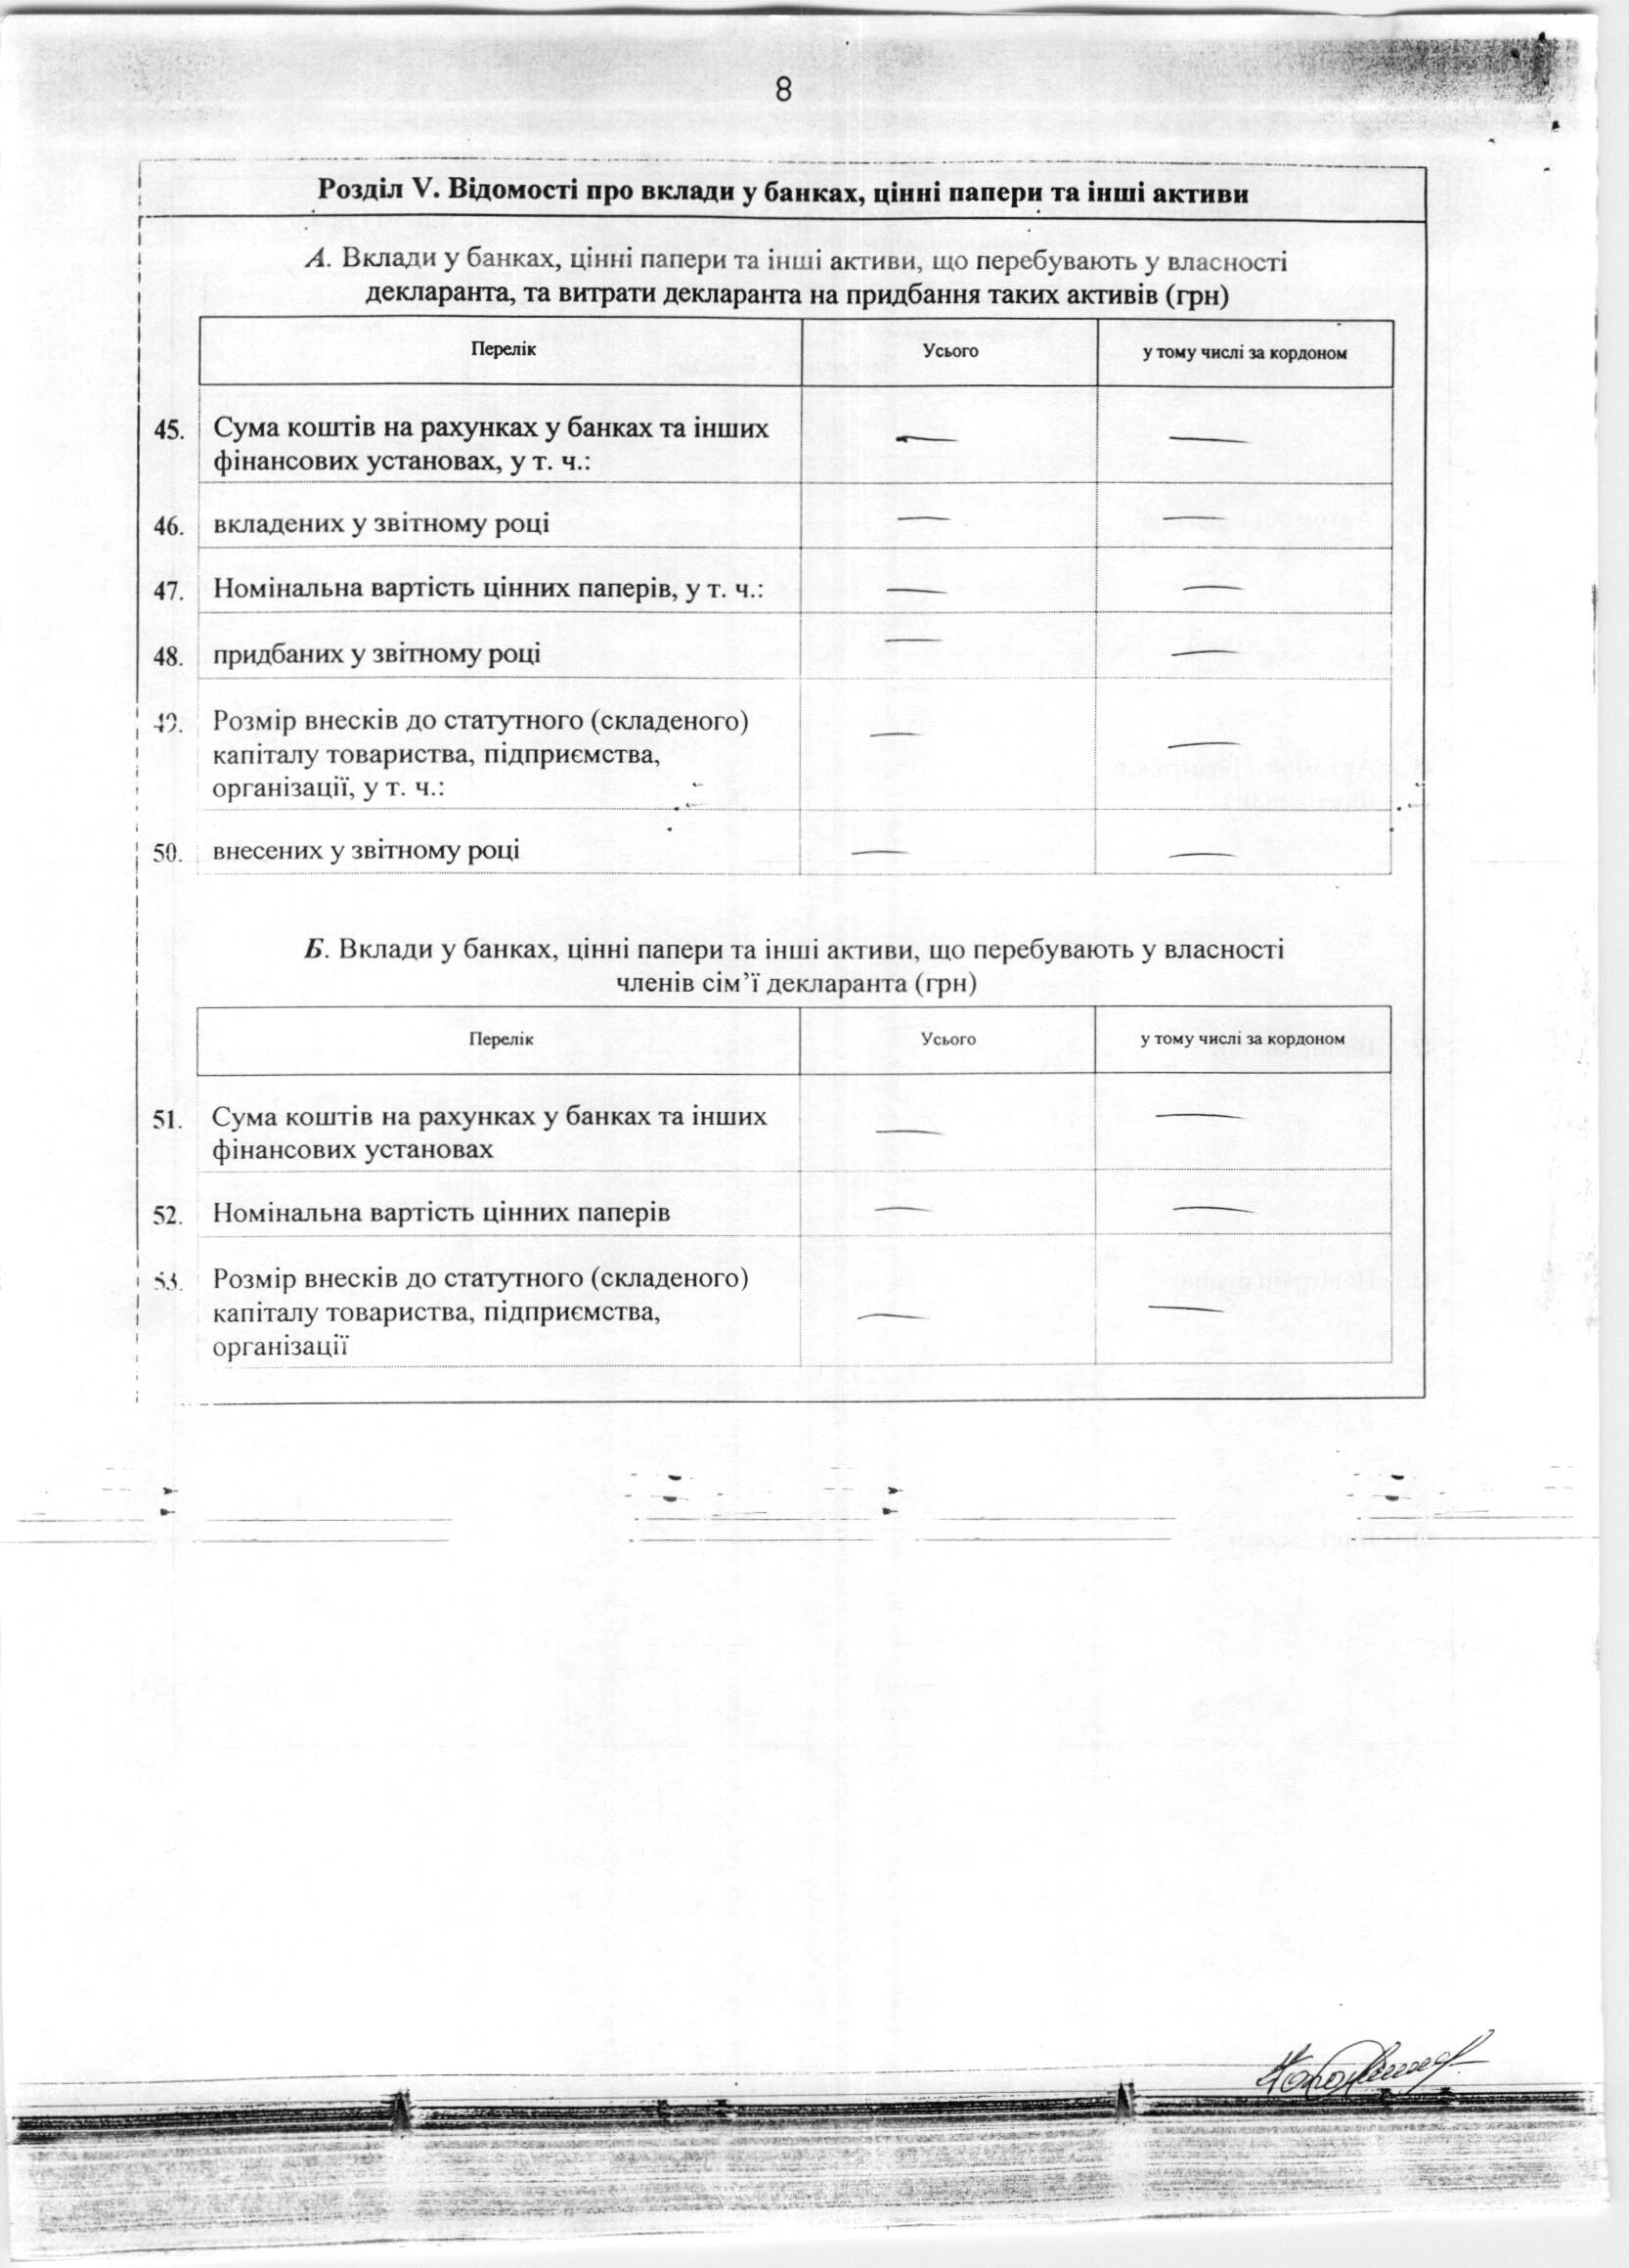 8
Розділ V. Відомості про вклади у банках, цінні папери та інші активи
А. Вклади у банках, цінні папери та інші активи, що перебувають у власності
декларанта, та витрати декларанта на придбання таких активів (грн)
Перелік Усього у тому числі за кордоном
45. Сума коштів на рахунках у банках та інших — —
фінансових установах, у т. ч.:
46. вкладених у звітному році — —
47. Номінальна вартість цінних паперів, у т. ч.: — —
48. придбаних у звітному році — —
49. Розмір внесків до статутного (складеного) — —
капіталу товариства, підприємства,
організації, у т. ч.:
50. внесених у звітному році — —
Б. Вклади у банках, цінні папери та інші активи, що перебувають у власності
членів сім’ї декларанта (грн)
Перелік Усього у тому числі за кордоном
51. Сума коштів на рахунках у банках та інших — —
фінансових установах
52. Номінальна вартість цінних паперів — —
53. Розмір внесків до статутного (складеного) — —
капіталу товариства, підприємства,
організації